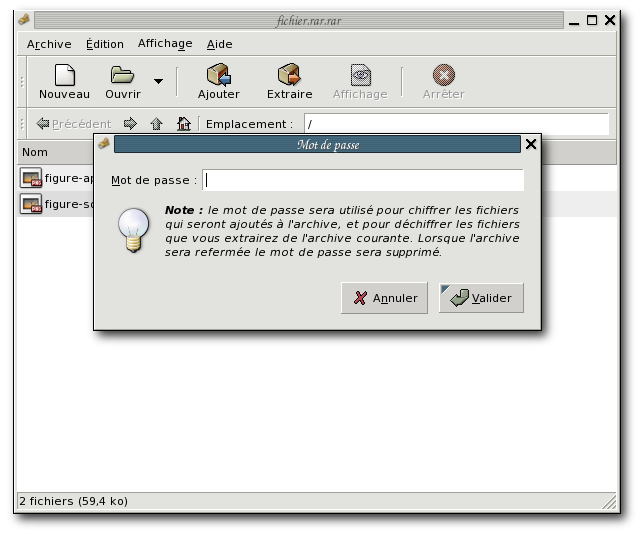 fichier.rar.rar
Archive Édition Affichage Aide
Nouveau Ouvrir Ajouter Extraire Affichage Arrêter
Précédent Emplacement : /
Nom
Mot de passe
figure-ap
Mot de passe :
figure-sc
Note : le mot de passe sera utilisé pour chiffrer les fichiers
qui seront ajoutés à l'archive, et pour déchiffrer les fichiers
que vous extrairez de l'archive courante. Lorsque l'archive
sera refermée le mot de passe sera supprimé.
Annuler Valider
2 fichiers (59,4 ko)